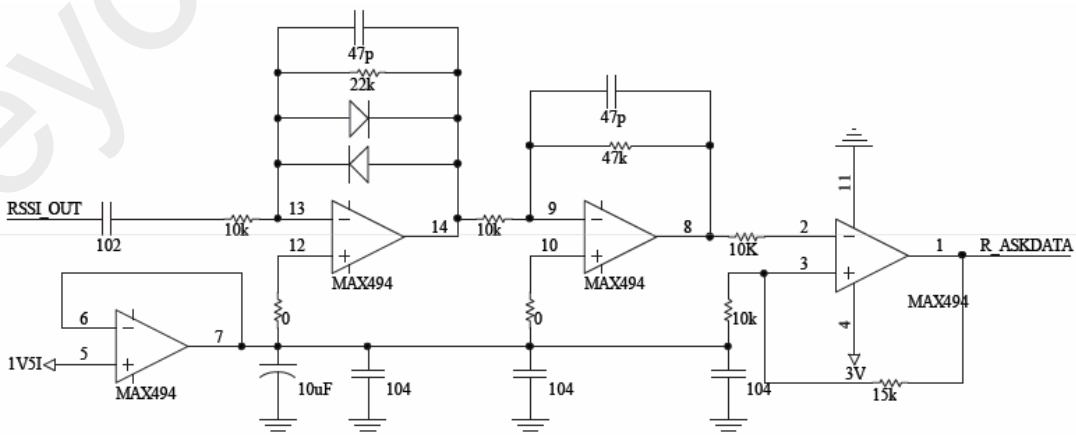 47p
22k
47p
47k
11
RSSI_OUT
102
10k
13
12
14
MAX494
10k
9
10
8
MAX494
10K
2
3
1
R_ASKDATA
MAX494
4
3V
15k
0
0
10k
6
5
7
1V5I
MAX494
10uF
104
104
104